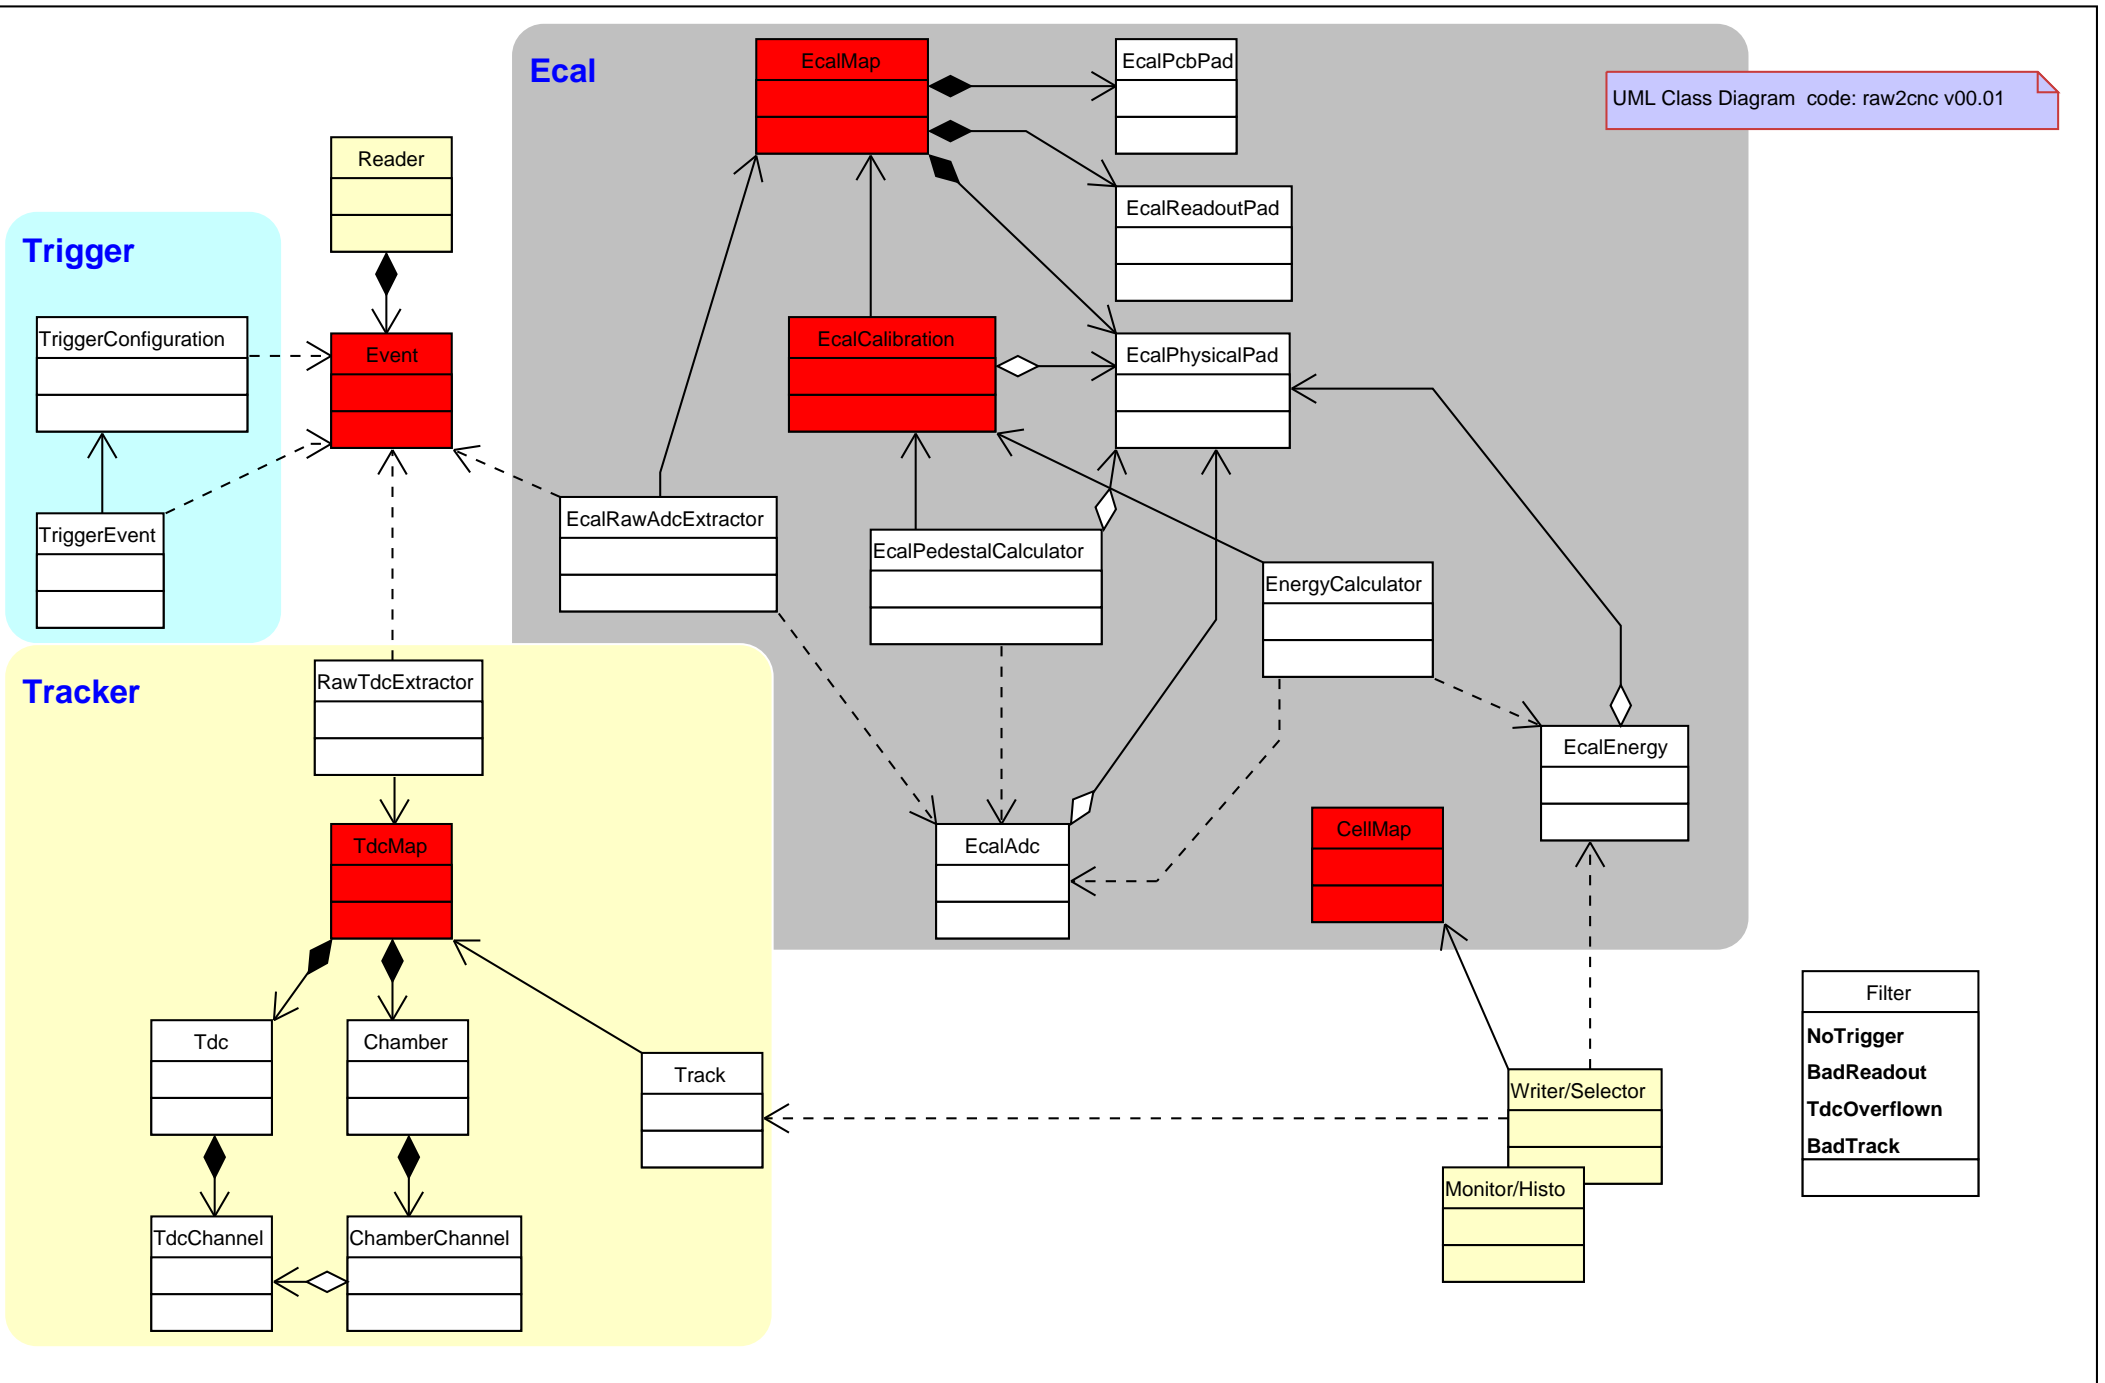 Ecal
EcalMap
EcalPcbPad
UML Class Diagram  code: raw2cnc v00.01
Reader
EcalReadoutPad
Trigger
TriggerConfiguration
Event
EcalCalibration
EcalPhysicalPad
TriggerEvent
EcalRawAdcExtractor
EcalPedestalCalculator
EnergyCalculator
Tracker
RawTdcExtractor
EcalEnergy
TdcMap
EcalAdc
CellMap
Filter
NoTrigger
BadReadout
TdcOverflown
BadTrack
Tdc
Chamber
Track
Writer/Selector
Monitor/Histo
TdcChannel
ChamberChannel